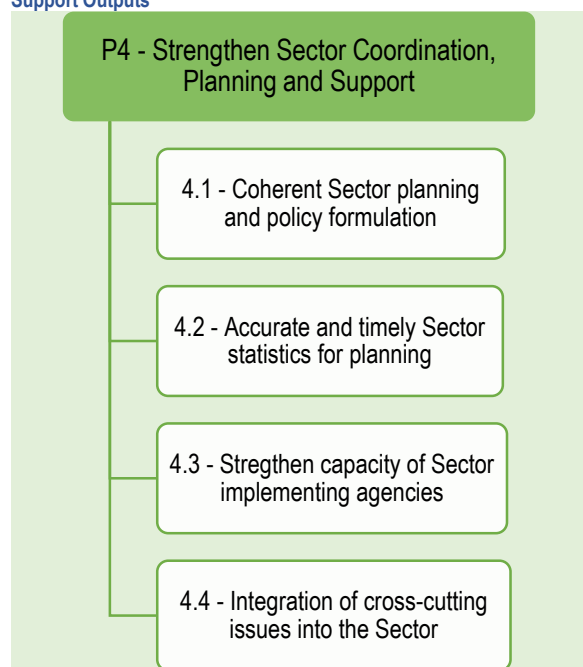 Support Outputs
P4 - Strengthen Sector Coordination,
Planning and Support
4.1 - Coherent Sector planning
and policy formulation
4.2 - Accurate and timely Sector
statistics for planning
4.3 - Stregthen capacity of Sector
implementing agencies
4.4 - Integration of cross-cutting
issues into the Sector